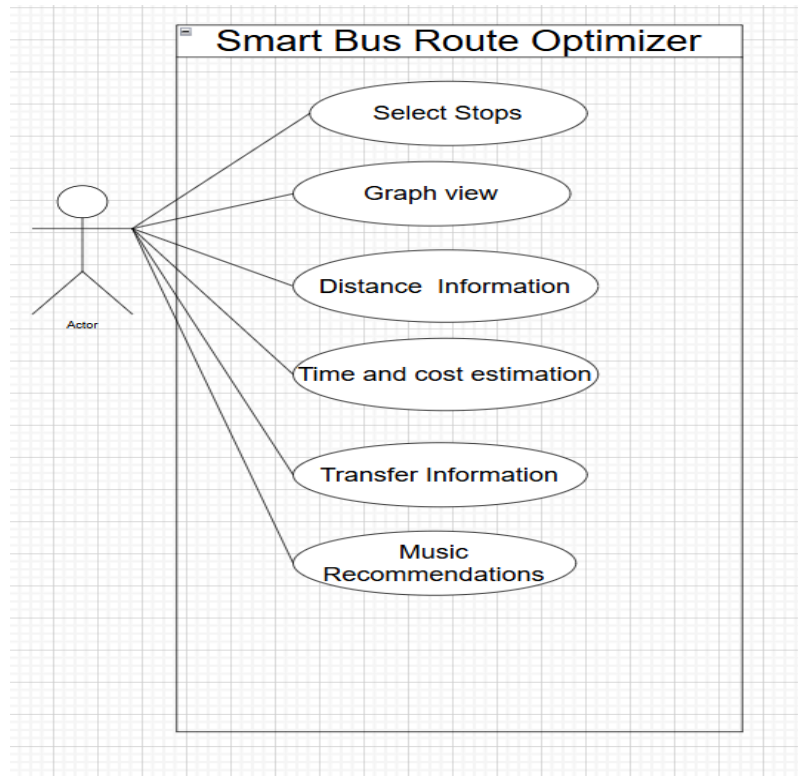 Smart Bus Route Optimizer
Select Stops
Graph view
Distance Information
Time and cost estimation
Transfer Information
Music
Recommendations
Actor